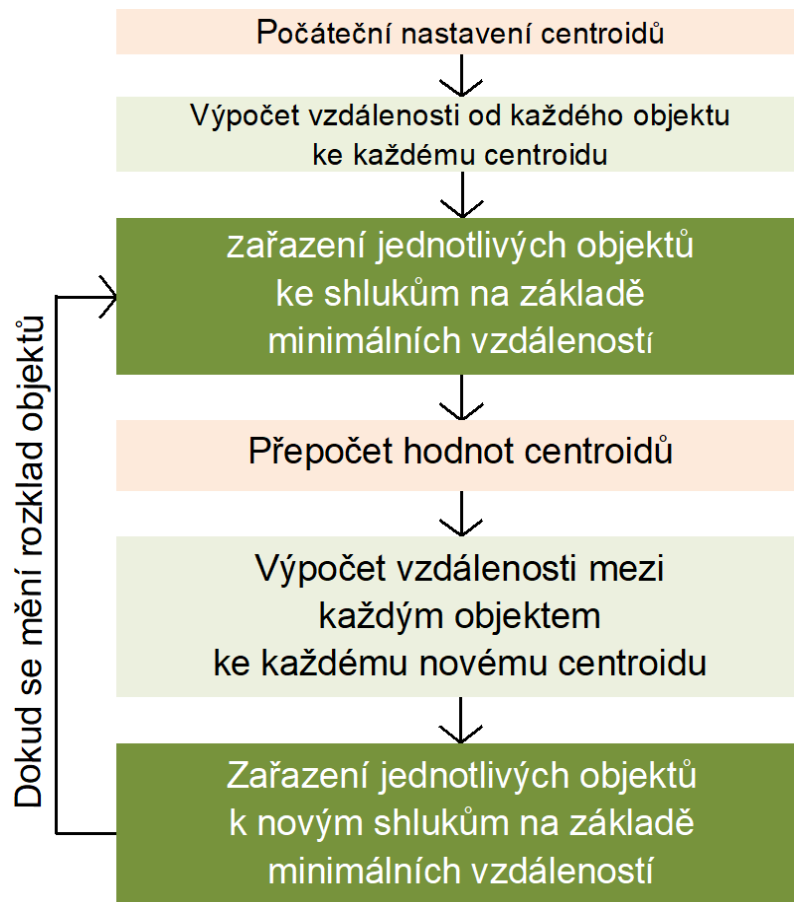 Počáteční nastavení centroidů
Výpočet vzdálenosti od každého objektu
ke každému centroidu
zařazení jednotlivých objektů
ke shlukům na základě
minimálních vzdáleností
Přepočet hodnot centroidů
Výpočet vzdálenosti mezi
každým objektem
ke každému novému centroidu
Zařazení jednotlivých objektů
k novým shlukům na základě
minimálních vzdáleností
Dokud se mění rozklad objektů